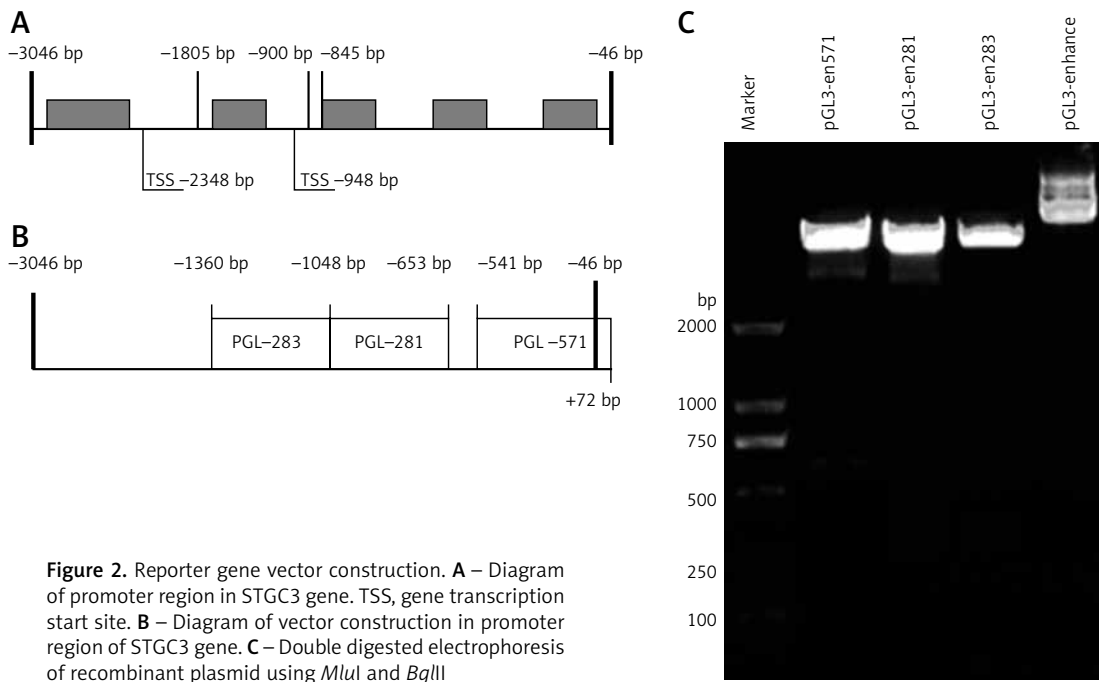 A
–3046 bp
–1805 bp
–900 bp
–845 bp
–46 bp
TSS –2348 bp
TSS –948 bp
B
–3046 bp
–1360 bp
–1048 bp
–653 bp
–541 bp
–46 bp
PGL–283
PGL–281
PGL –571
+72 bp
C
Marker
pGL3-en571
pGL3-en281
pGL3-en283
pGL3-enhance
bp
2000
1000
750
500
250
100
Figure 2. Reporter gene vector construction. A – Diagram
of promoter region in STGC3 gene. TSS, gene transcription
start site. B – Diagram of vector construction in promoter
region of STGC3 gene. C – Double digested electrophoresis
of recombinant plasmid using MluI and BglII